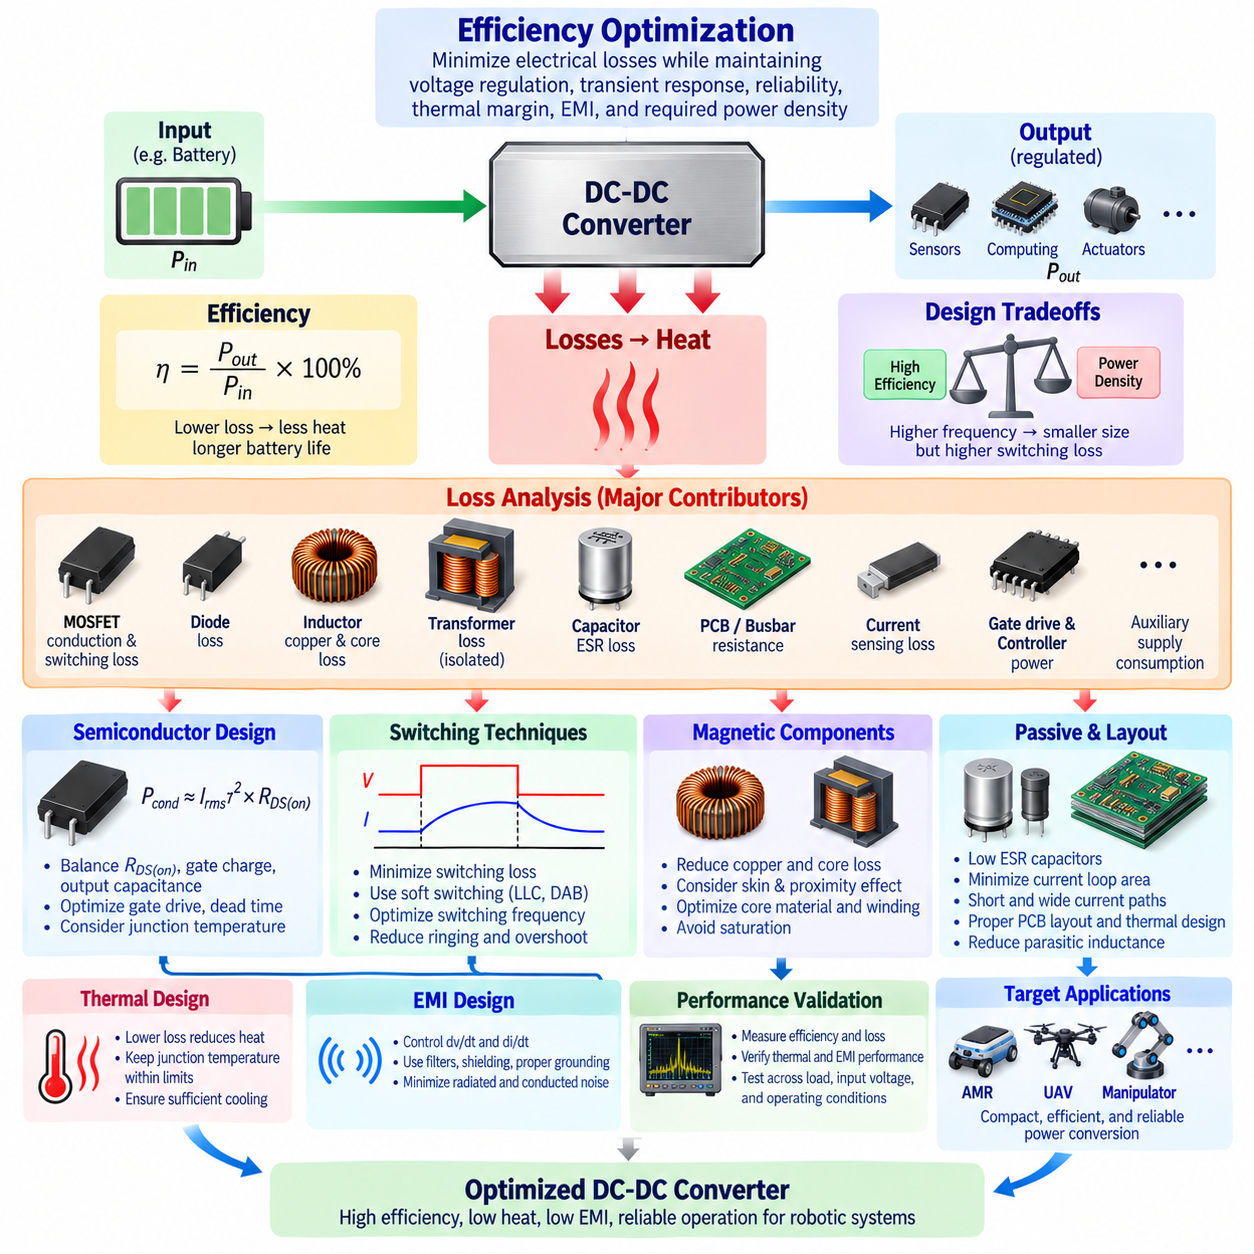 Efficiency Optimization
Minimize electrical losses while maintaining
voltage regulation, transient response, reliability,
thermal margin, EMI, and required power density
Input
(e.g. Battery)
P_in
DC-DC
Converter
Output
(regulated)
Sensors
Computing
Actuators
...
P_out
Efficiency
η = P_out / P_in × 100%
Lower loss → less heat
longer battery life
Losses → Heat
Design Tradeoffs
High
Efficiency
Power
Density
Higher frequency → smaller size
but higher switching loss
Loss Analysis (Major Contributors)
MOSFET
conduction &
switching loss
Diode
loss
Inductor
copper & core
loss
Transformer
loss
(isolated)
Capacitor
ESR loss
PCB / Busbar
resistance
Current
sensing loss
Gate drive &
Controller
power
...
Auxiliary
supply
consumption
Semiconductor Design
P_cond ≈ I_rms τ² × R_DS(on)
• Balance R_DS(on), gate charge,
output capacitance
• Optimize gate drive, dead time
• Consider junction temperature
Switching Techniques
V
I
• Minimize switching loss
• Use soft switching (LLC, DAB)
• Optimize switching frequency
• Reduce ringing and overshoot
Magnetic Components
• Reduce copper and core loss
• Consider skin & proximity effect
• Optimize core material and winding
• Avoid saturation
Passive & Layout
• Low ESR capacitors
• Minimize current loop area
• Short and wide current paths
• Proper PCB layout and thermal design
• Reduce parasitic inductance
Thermal Design
• Lower loss reduces heat
• Keep junction temperature
within limits
• Ensure sufficient cooling
EMI Design
• Control dv/dt and di/dt
• Use filters, shielding, proper grounding
• Minimize radiated and conducted noise
Performance Validation
• Measure efficiency and loss
• Verify thermal and EMI performance
• Test across load, input voltage,
and operating conditions
Target Applications
AMR
UAV
Manipulator
...
Compact, efficient, and reliable
power conversion
Optimized DC-DC Converter
High efficiency, low heat, low EMI, reliable operation for robotic systems